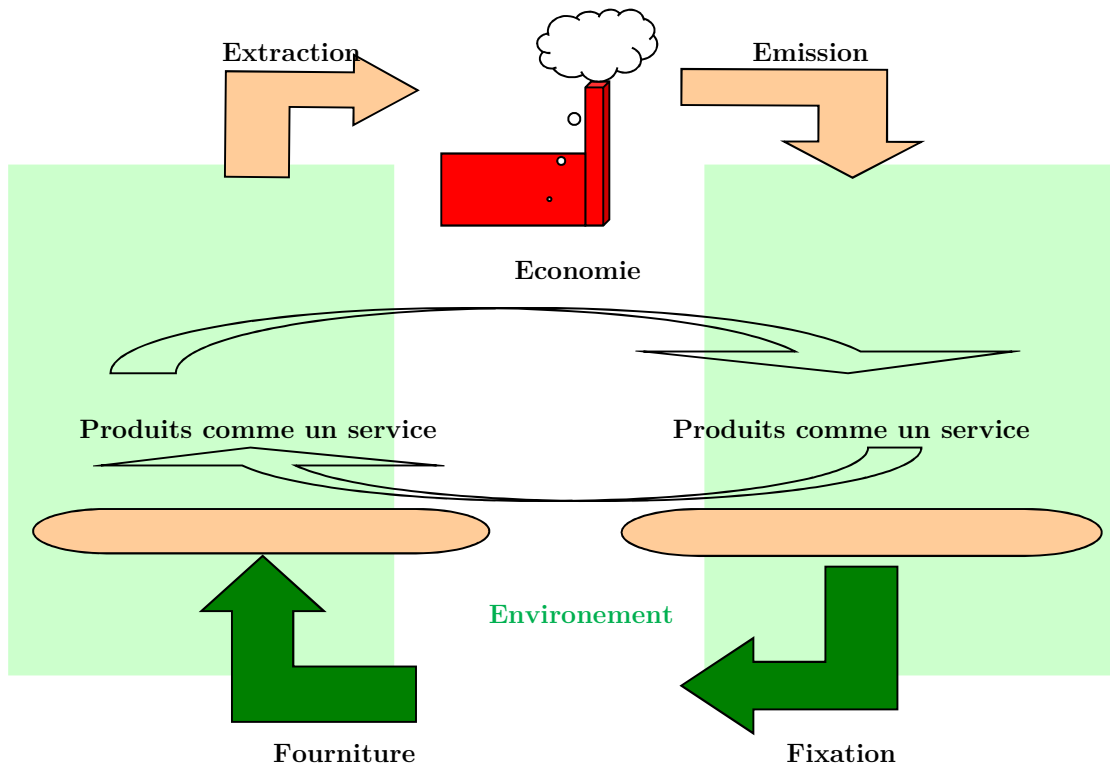 Extraction
Emission
Economie
Produits comme un service
Produits comme un service
Environement
Fourniture
Fixation